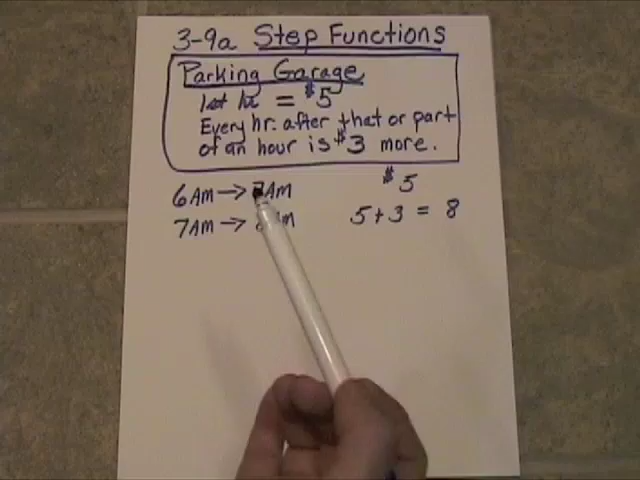 3-9a Step Functions
Parking Garage
1st hr = $5
Every hr. after that or part
of an hour is $3 more.
6AM → 7AM $5
7AM → 8AM 5+3 = 8